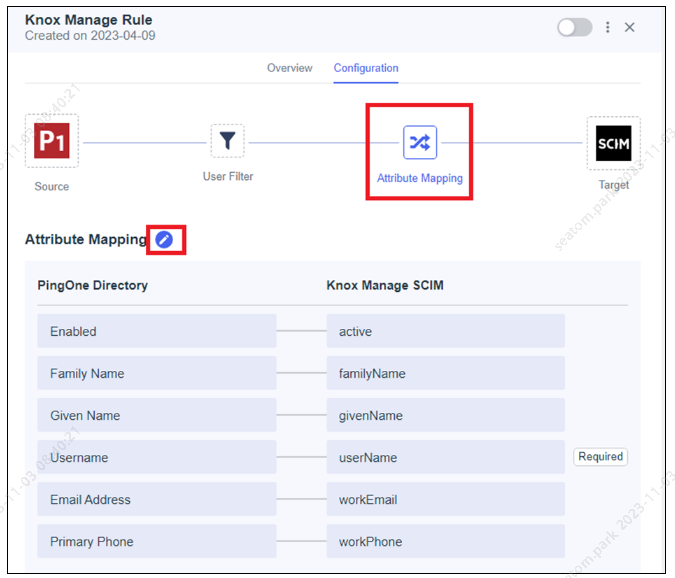 Knox Manage Rule
Created on 2023-04-09
Overview Configuration
P1 SCIM
Source User Filter Attribute Mapping Target
Attribute Mapping
PingOne Directory Knox Manage SCIM
Enabled active
Family Name familyName
Given Name givenName
Username userName Required
Email Address workEmail
Primary Phone workPhone
seatom.park 2023-11-03